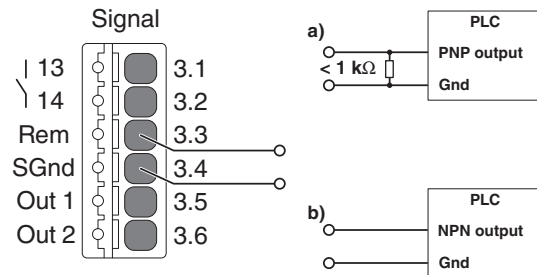 Signal
13 3.1
14 3.2
Rem 3.3
SGnd 3.4
Out 1 3.5
Out 2 3.6
a)
PLC
PNP output
< 1 kΩ
Gnd
b)
PLC
NPN output
Gnd